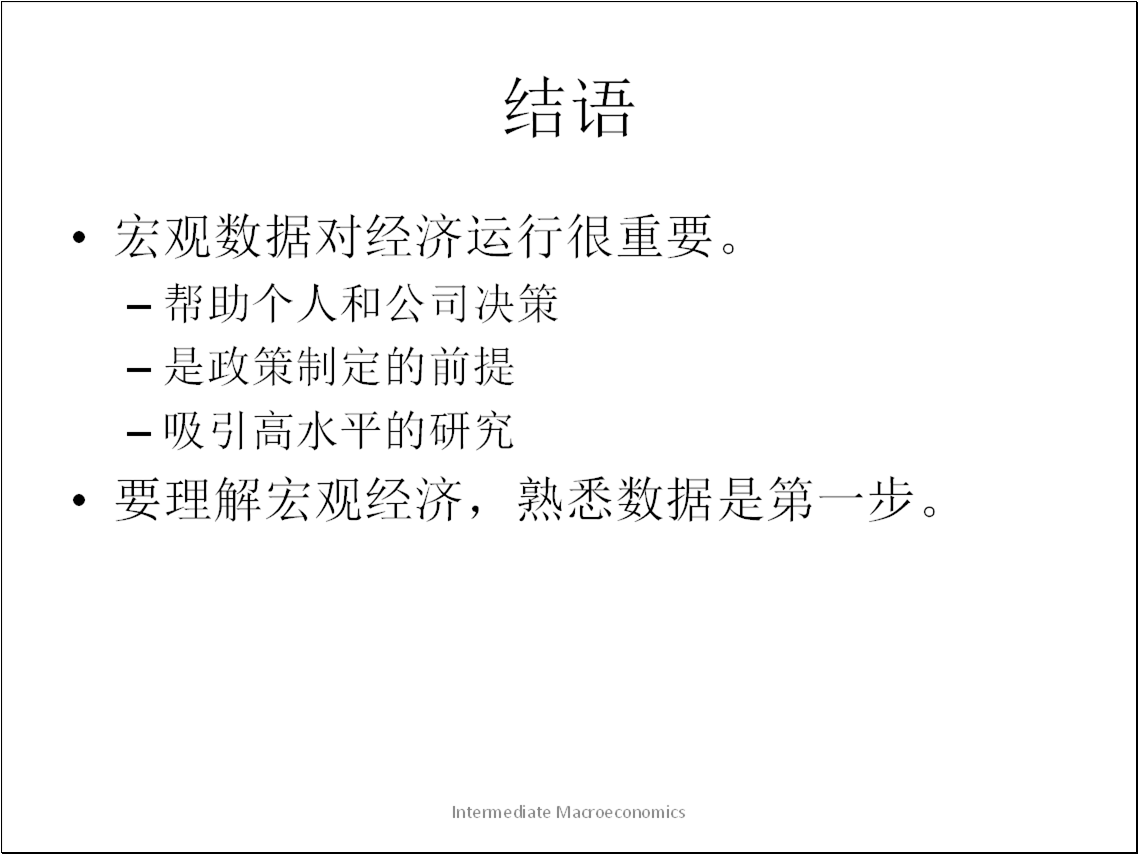 结语
• 宏观数据对经济运行很重要。
– 帮助个人和公司决策
– 是政策制定的前提
– 吸引高水平的研究
• 要理解宏观经济，熟悉数据是第一步。
Intermediate Macroeconomics